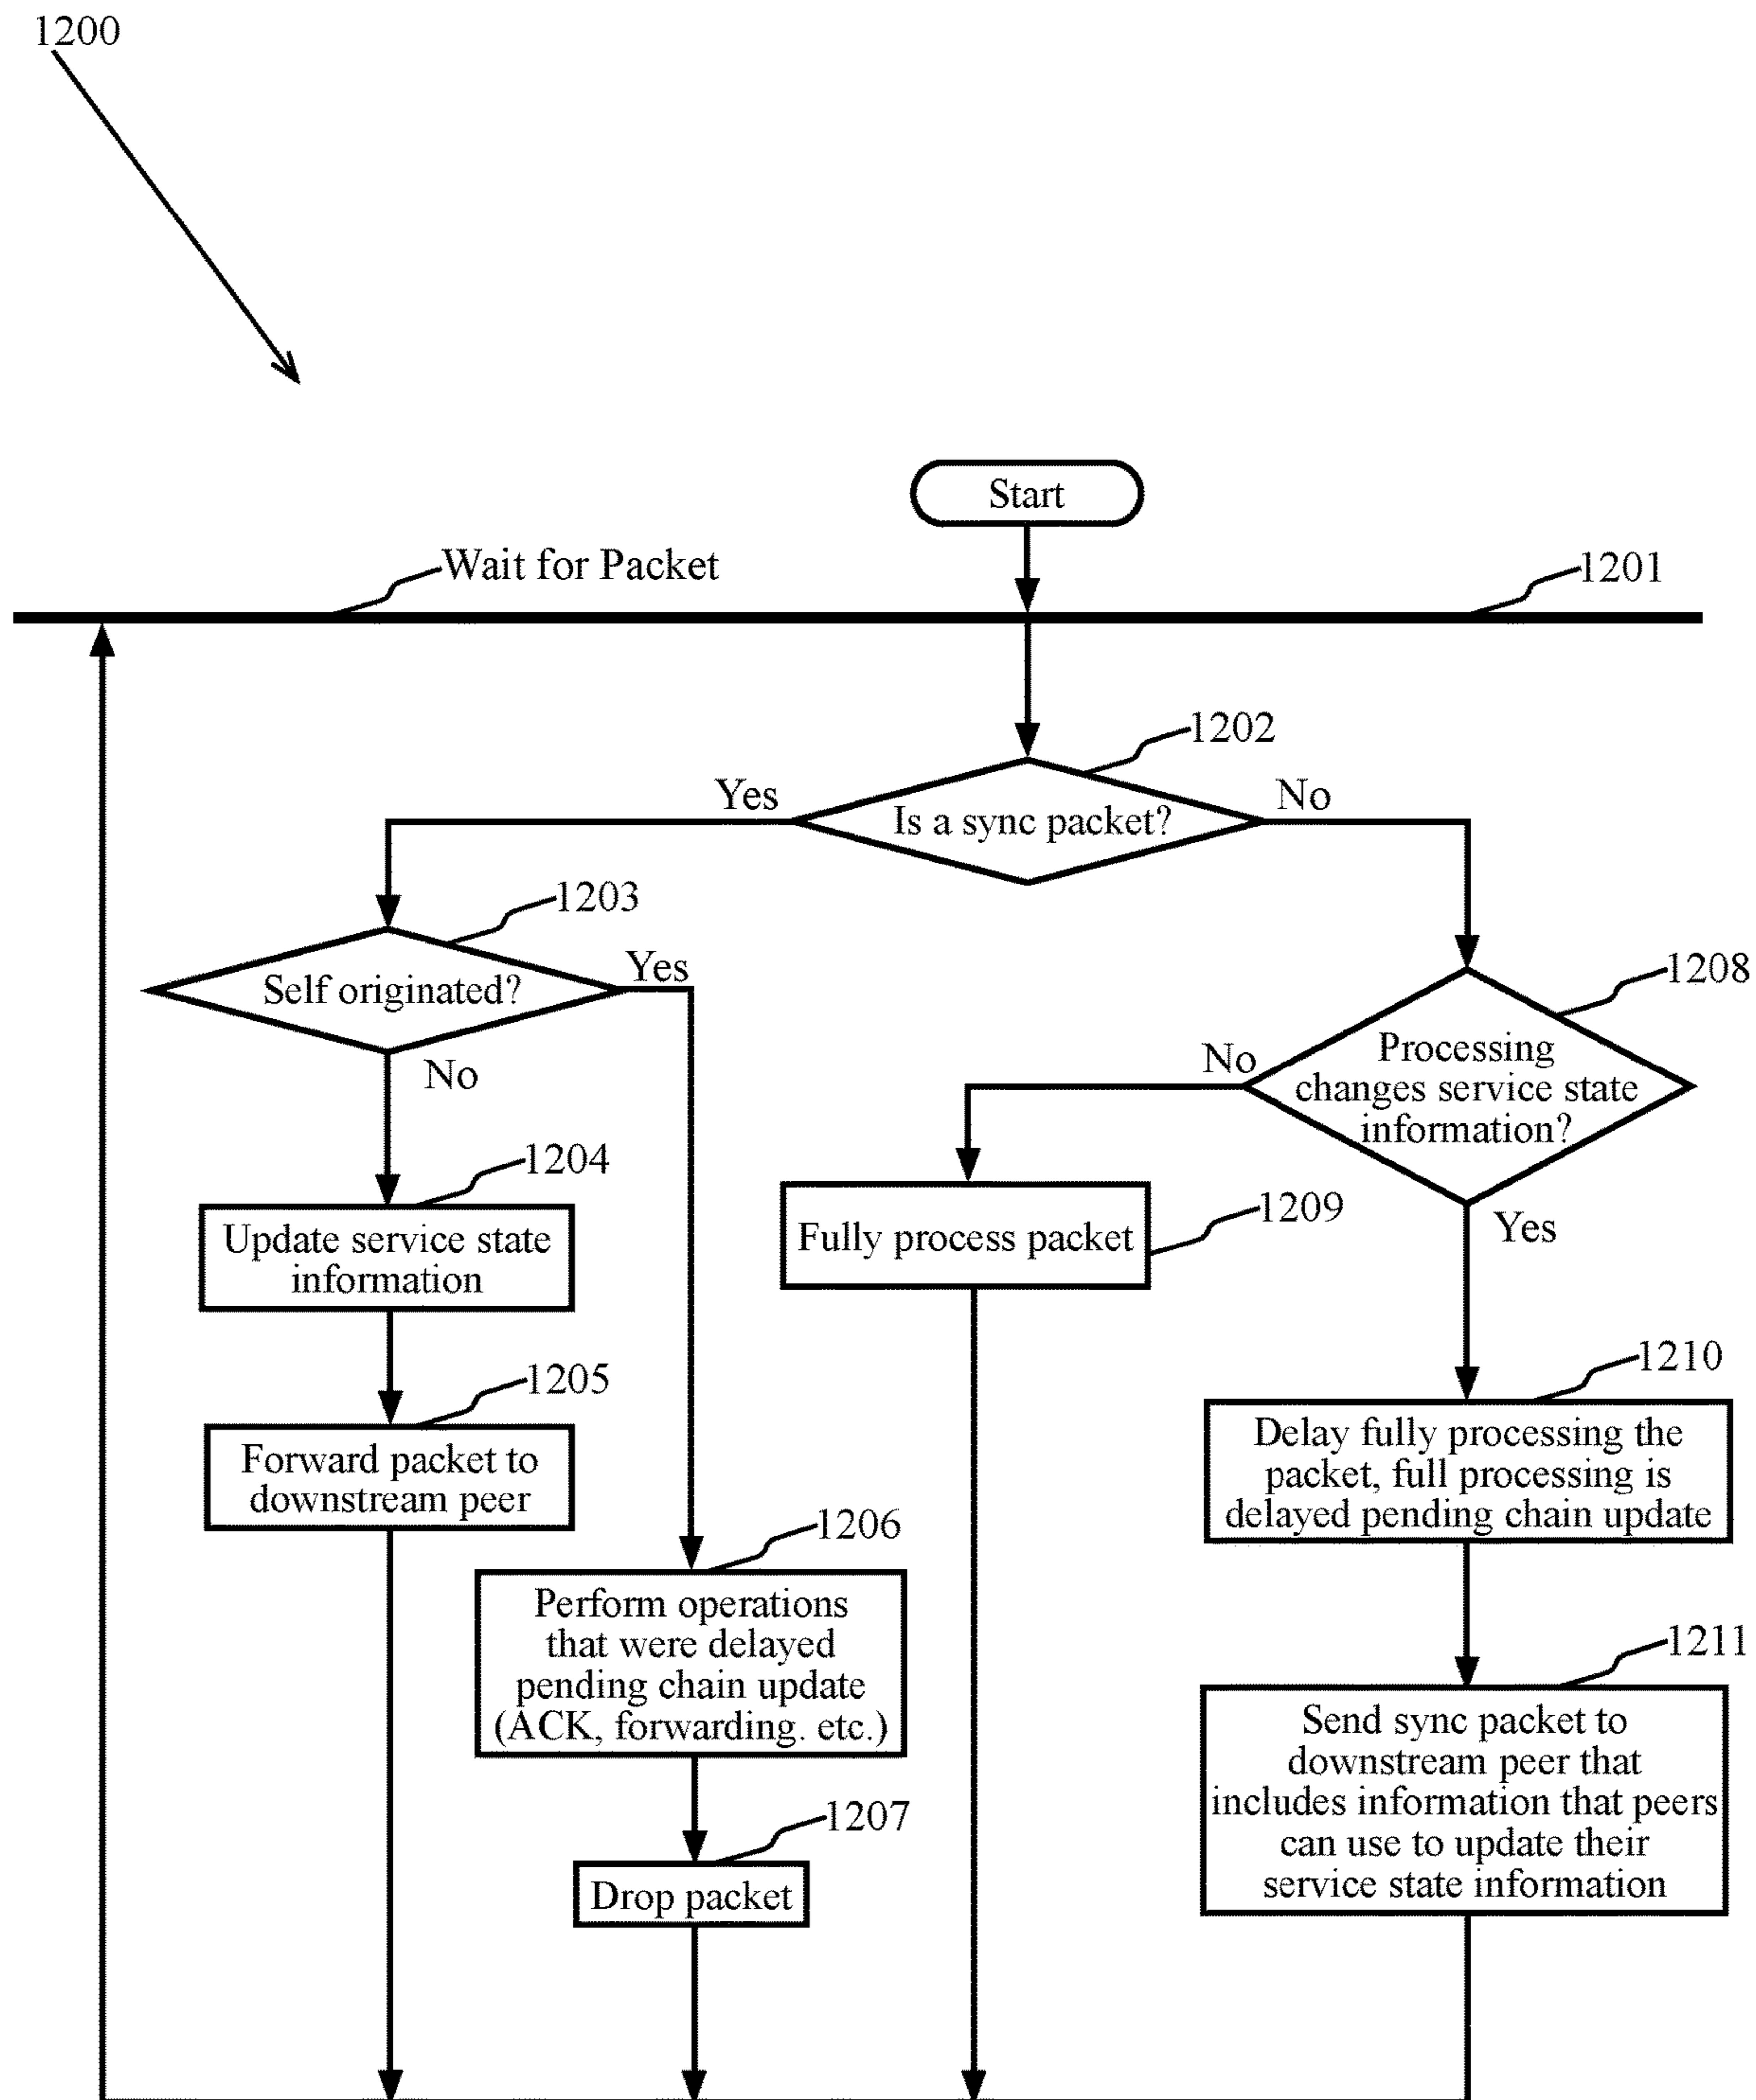 1200
Start
Wait for Packet
1201
1202
Yes
No
Is a sync packet?
1203
Self originated?
Yes
No
1208
Processing
changes service state
information?
No
Yes
1204
Update service state
information
1209
Fully process packet
1205
Forward packet to
downstream peer
1210
Delay fully processing the
packet, full processing is
delayed pending chain update
1206
Perform operations
that were delayed
pending chain update
(ACK, forwarding. etc.)
1211
Send sync packet to
downstream peer that
includes information that peers
can use to update their
service state information
1207
Drop packet